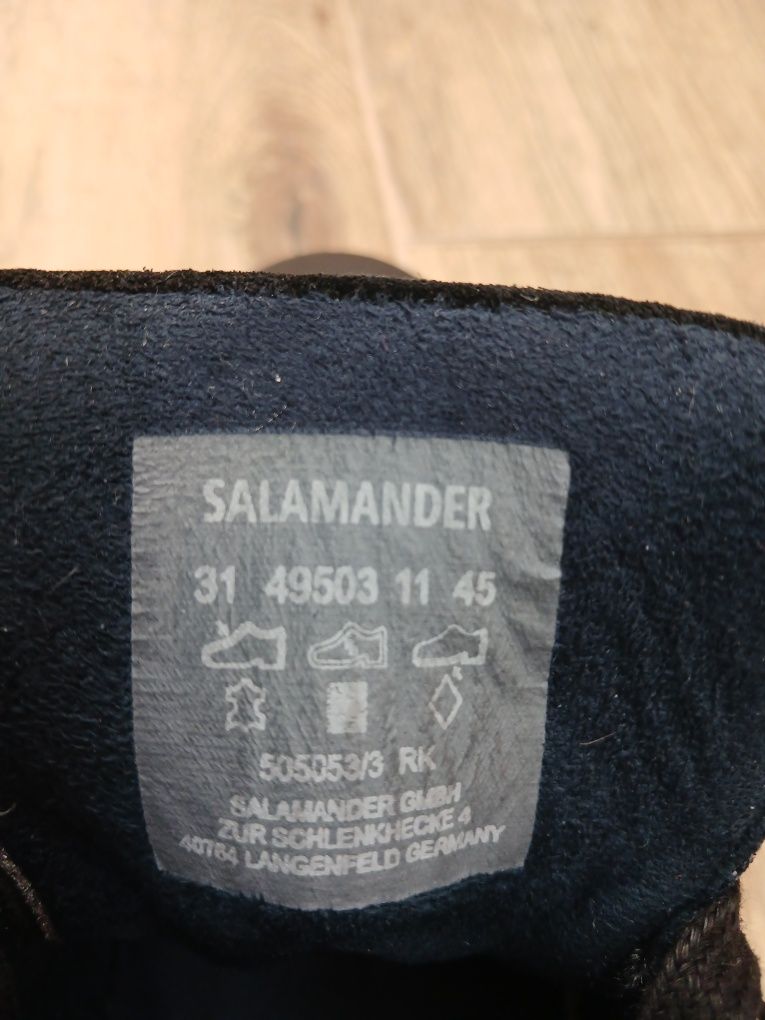 SALAMANDER
31 49503 11 45
505053/3 RK
SALAMANDER GMBH
ZUR SCHLENKHECKE 4
40764 LANGENFELD GERMANY